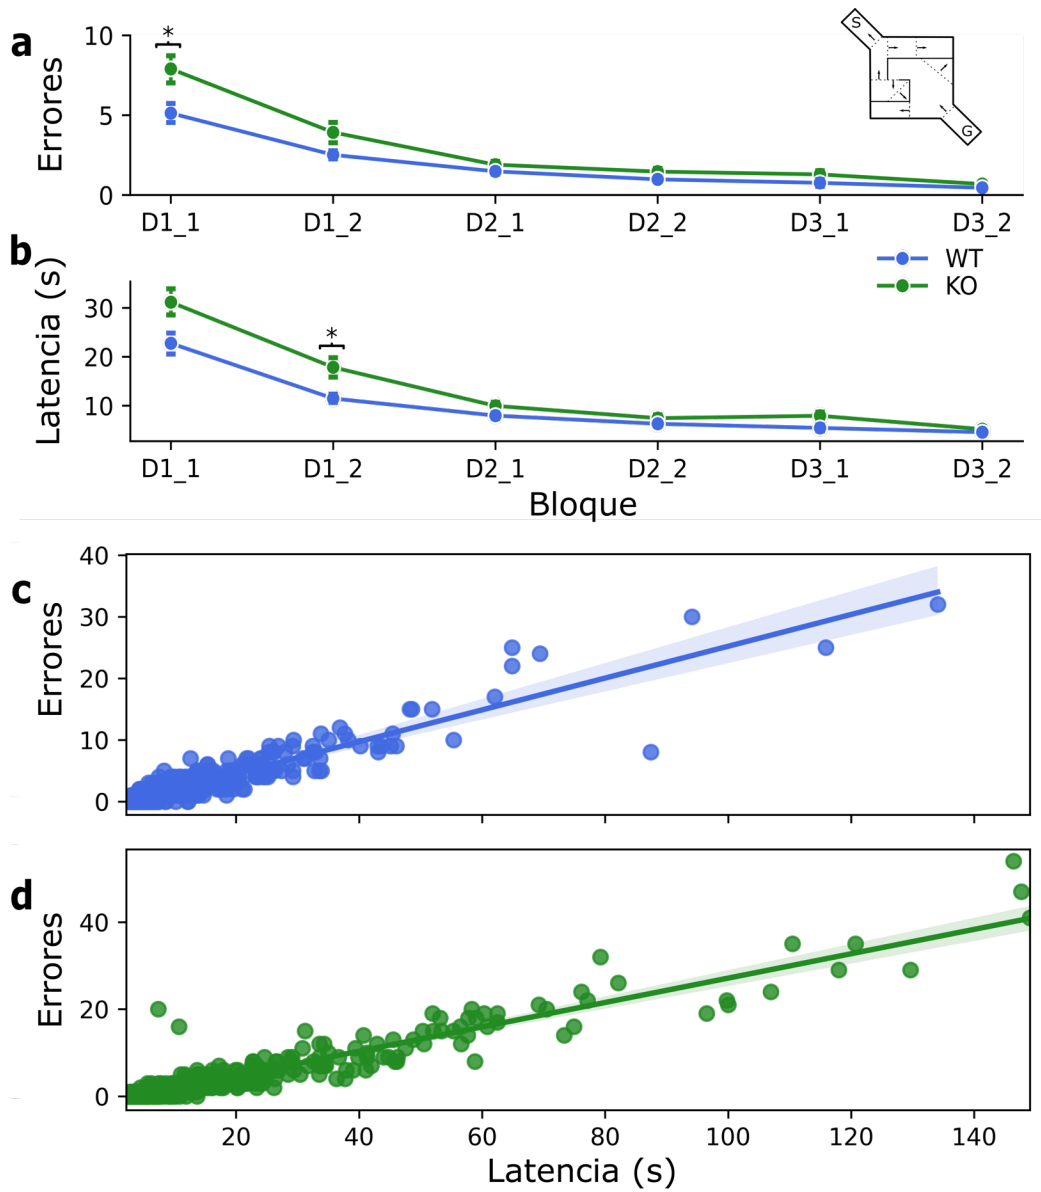 a
Errores
10
5
0
*
S
G
D1_1 D1_2 D2_1 D2_2 D3_1 D3_2
b
Latencia (s)
30
20
10
*
WT
KO
D1_1 D1_2 D2_1 D2_2 D3_1 D3_2
Bloque
c
Errores
40
30
20
10
0
d
Errores
40
20
0
20 40 60 80 100 120 140
Latencia (s)